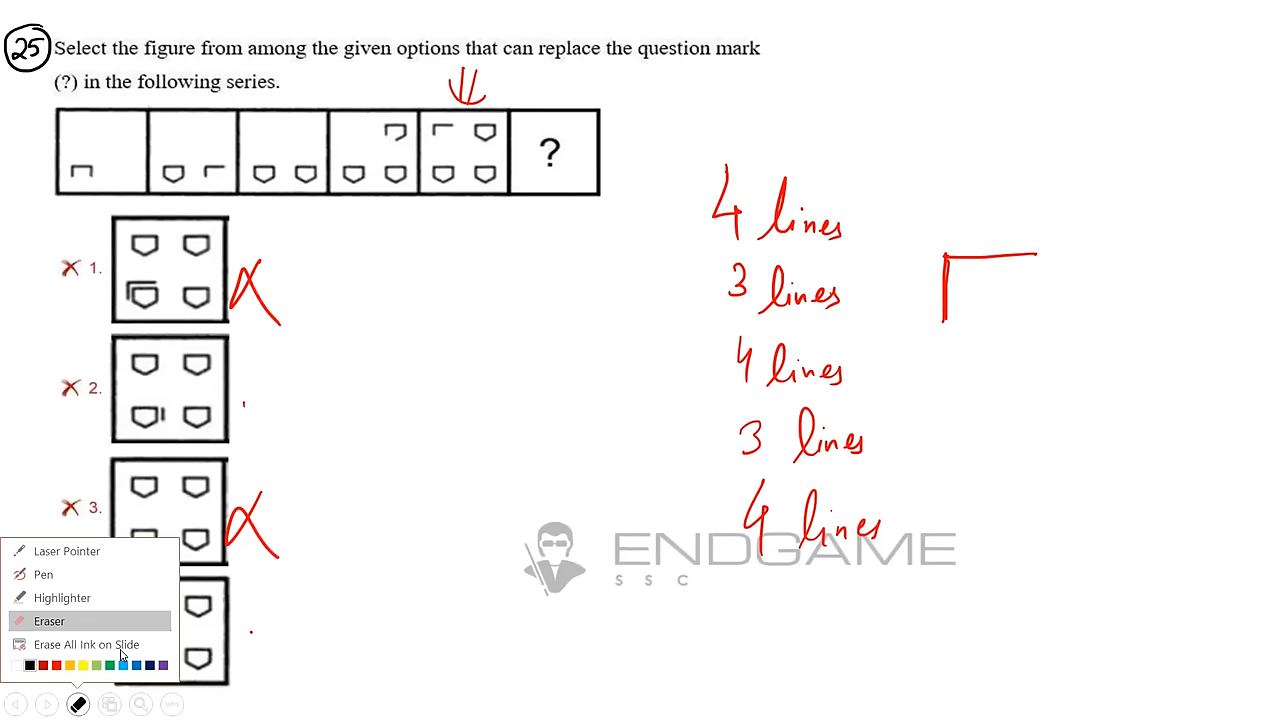 25 Select the figure from among the given options that can replace the question mark
(?) in the following series.
?
1.
2.
3.
4 lines
3 lines
4 lines
3 lines
4 lines
ENDGAME
SSC
Laser Pointer
Pen
Highlighter
Eraser
Erase All Ink on Slide